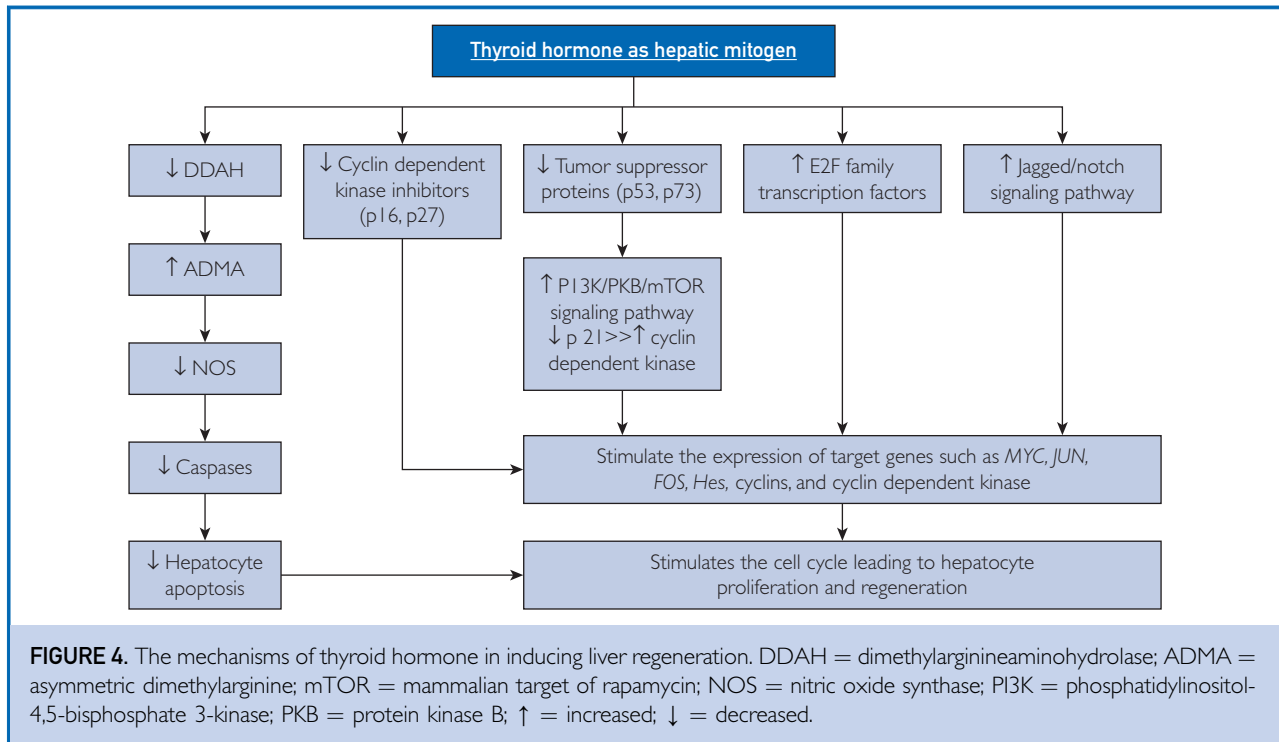 Thyroid hormone as hepatic mitogen
↓ DDAH
↓ Cyclin dependent
kinase inhibitors
(p16, p27)
↓ Tumor suppressor
proteins (p53, p73)
↑ E2F family
transcription factors
↑ Jagged/notch
signaling pathway
↑ ADMA
↑ P13K/PKB/mTOR
signaling pathway
↓ p 21>>↑ cyclin
dependent kinase
↓ NOS
↓ Caspases
Stimulate the expression of target genes such as MYC, JUN,
FOS, Hes, cyclins, and cyclin dependent kinase
↓ Hepatocyte
apoptosis
Stimulates the cell cycle leading to hepatocyte
proliferation and regeneration
FIGURE 4. The mechanisms of thyroid hormone in inducing liver regeneration. DDAH = dimethylarginineaminohydrolase; ADMA =
asymmetric dimethylarginine; mTOR = mammalian target of rapamycin; NOS = nitric oxide synthase; PI3K = phosphatidylinositol-
4,5-bisphosphate 3-kinase; PKB = protein kinase B; ↑ = increased; ↓ = decreased.